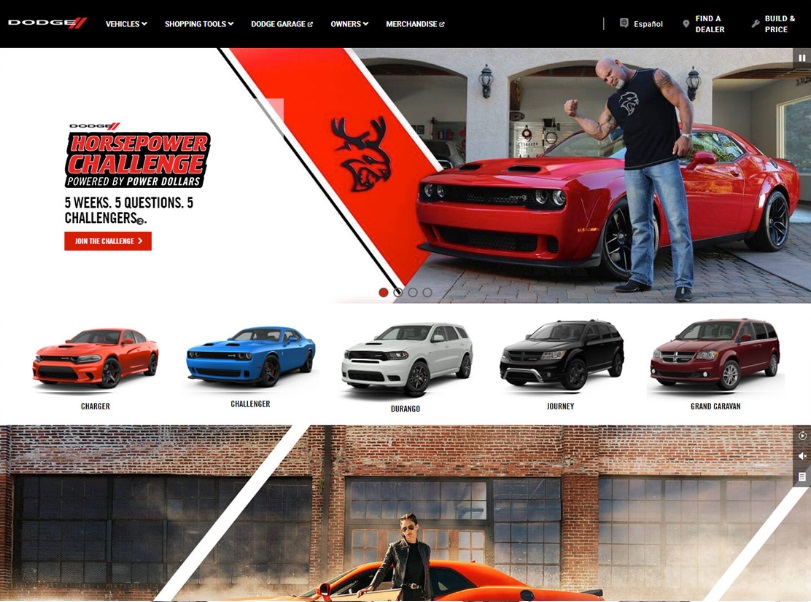 DODGE
VEHICLES
SHOPPING TOOLS
DODGE GARAGE
OWNERS
MERCHANDISE
Español
FIND A
DEALER
BUILD &
PRICE
DODGE
HORSEPOWER
CHALLENGE
POWERED BY POWER DOLLARS
5 WEEKS. 5 QUESTIONS. 5
CHALLENGERS
JOIN THE CHALLENGE
CHARGER
CHALLENGER
DURANGO
JOURNEY
GRAND CARAVAN